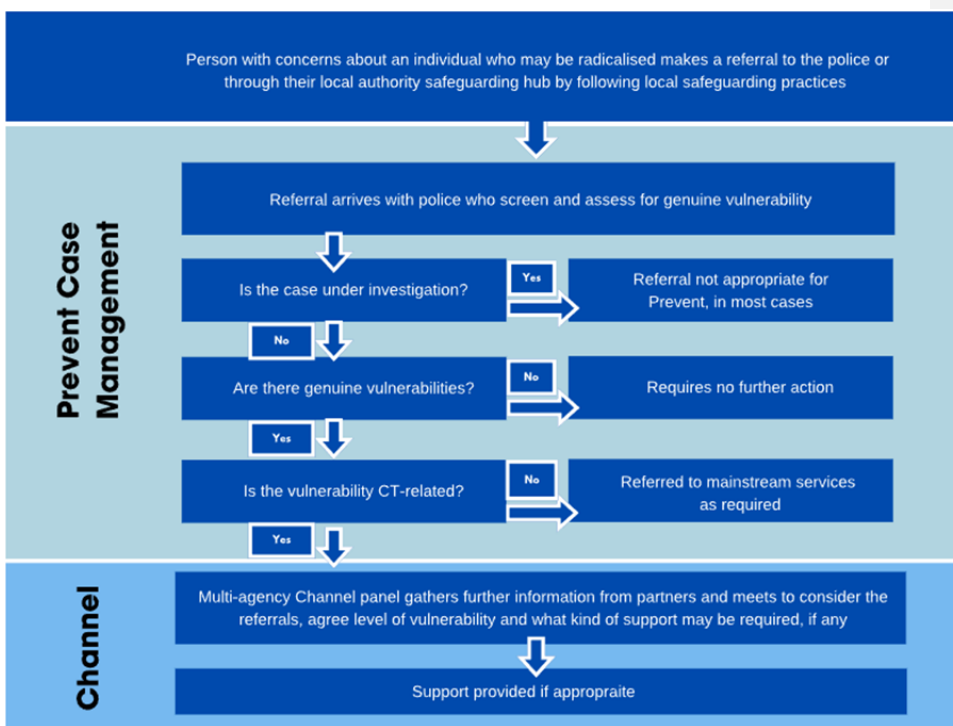 Person with concerns about an individual who may be radicalised makes a referral to the police or
through their local authority safeguarding hub by following local safeguarding practices
Prevent Case
Management
Referral arrives with police who screen and assess for genuine vulnerability
Is the case under investigation?
Yes
Referral not appropriate for
Prevent, in most cases
No
Are there genuine vulnerabilities?
No
Requires no further action
Yes
Is the vulnerability CT-related?
No
Referred to mainstream services
as required
Yes
Channel
Multi-agency Channel panel gathers further information from partners and meets to consider the
referrals, agree level of vulnerability and what kind of support may be required, if any
Support provided if appropraite